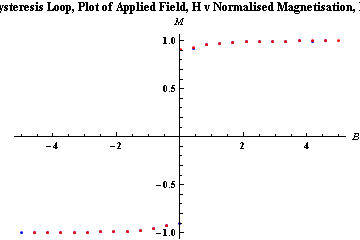 ysteresis Loop, Plot of Applied Field, H v Normalised Magnetisation,
M
1.0
0.5
-4 -2 2 4 B
-0.5
-1.0